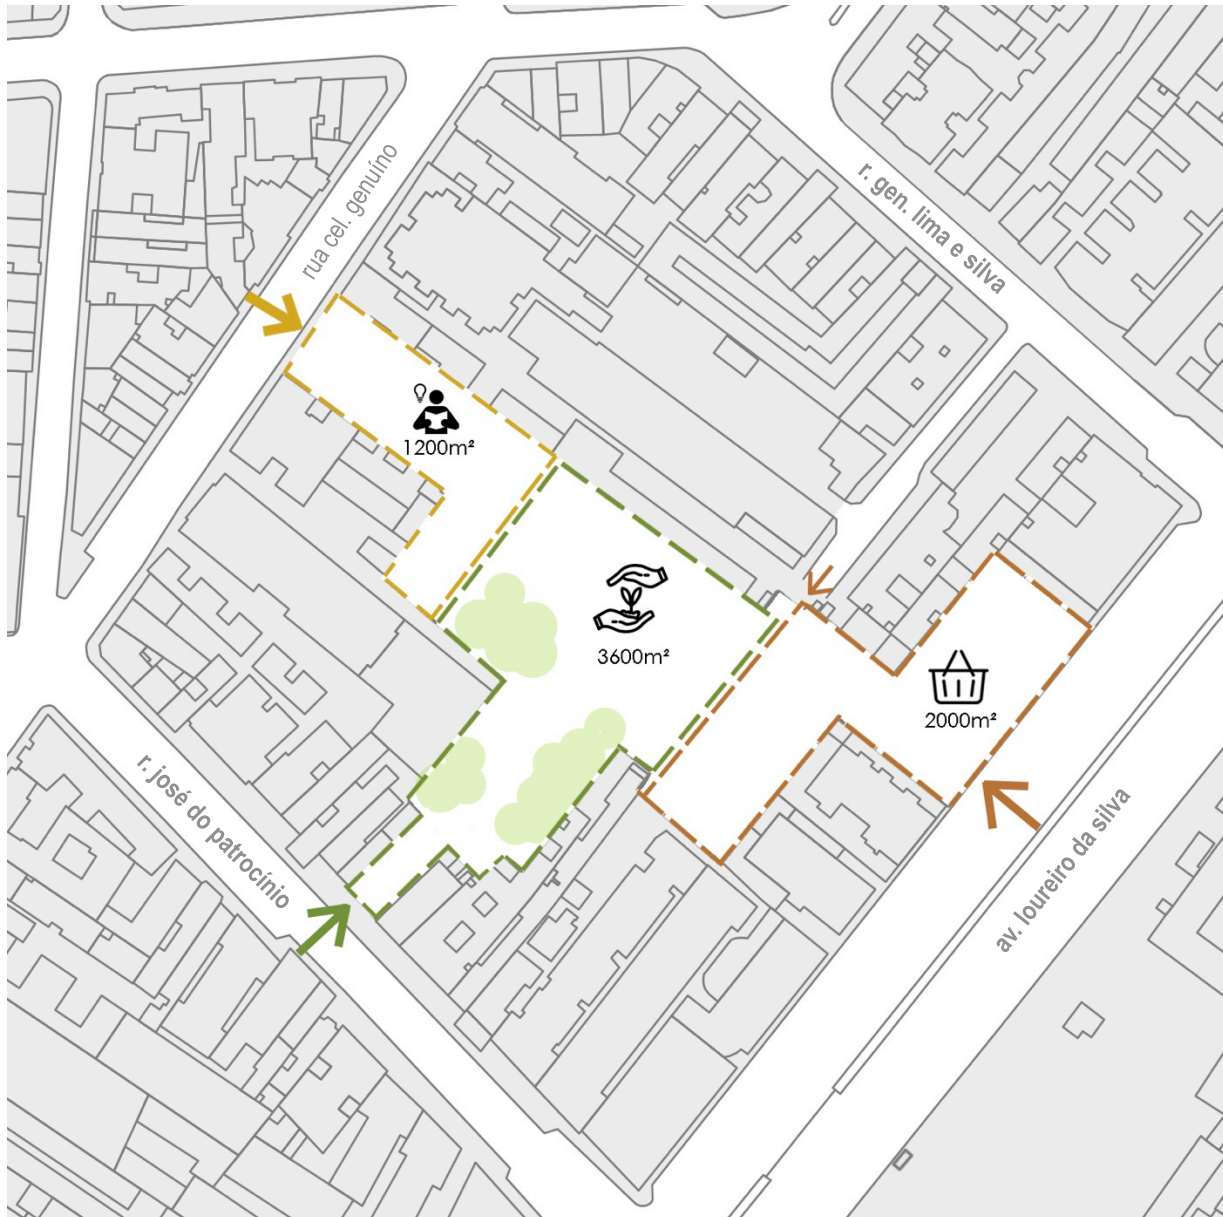 rua cel. genuíno
r. gen. lima e silva
1200m²
3600m²
2000m²
r. josé do patrocínio
av. loureiro da silva